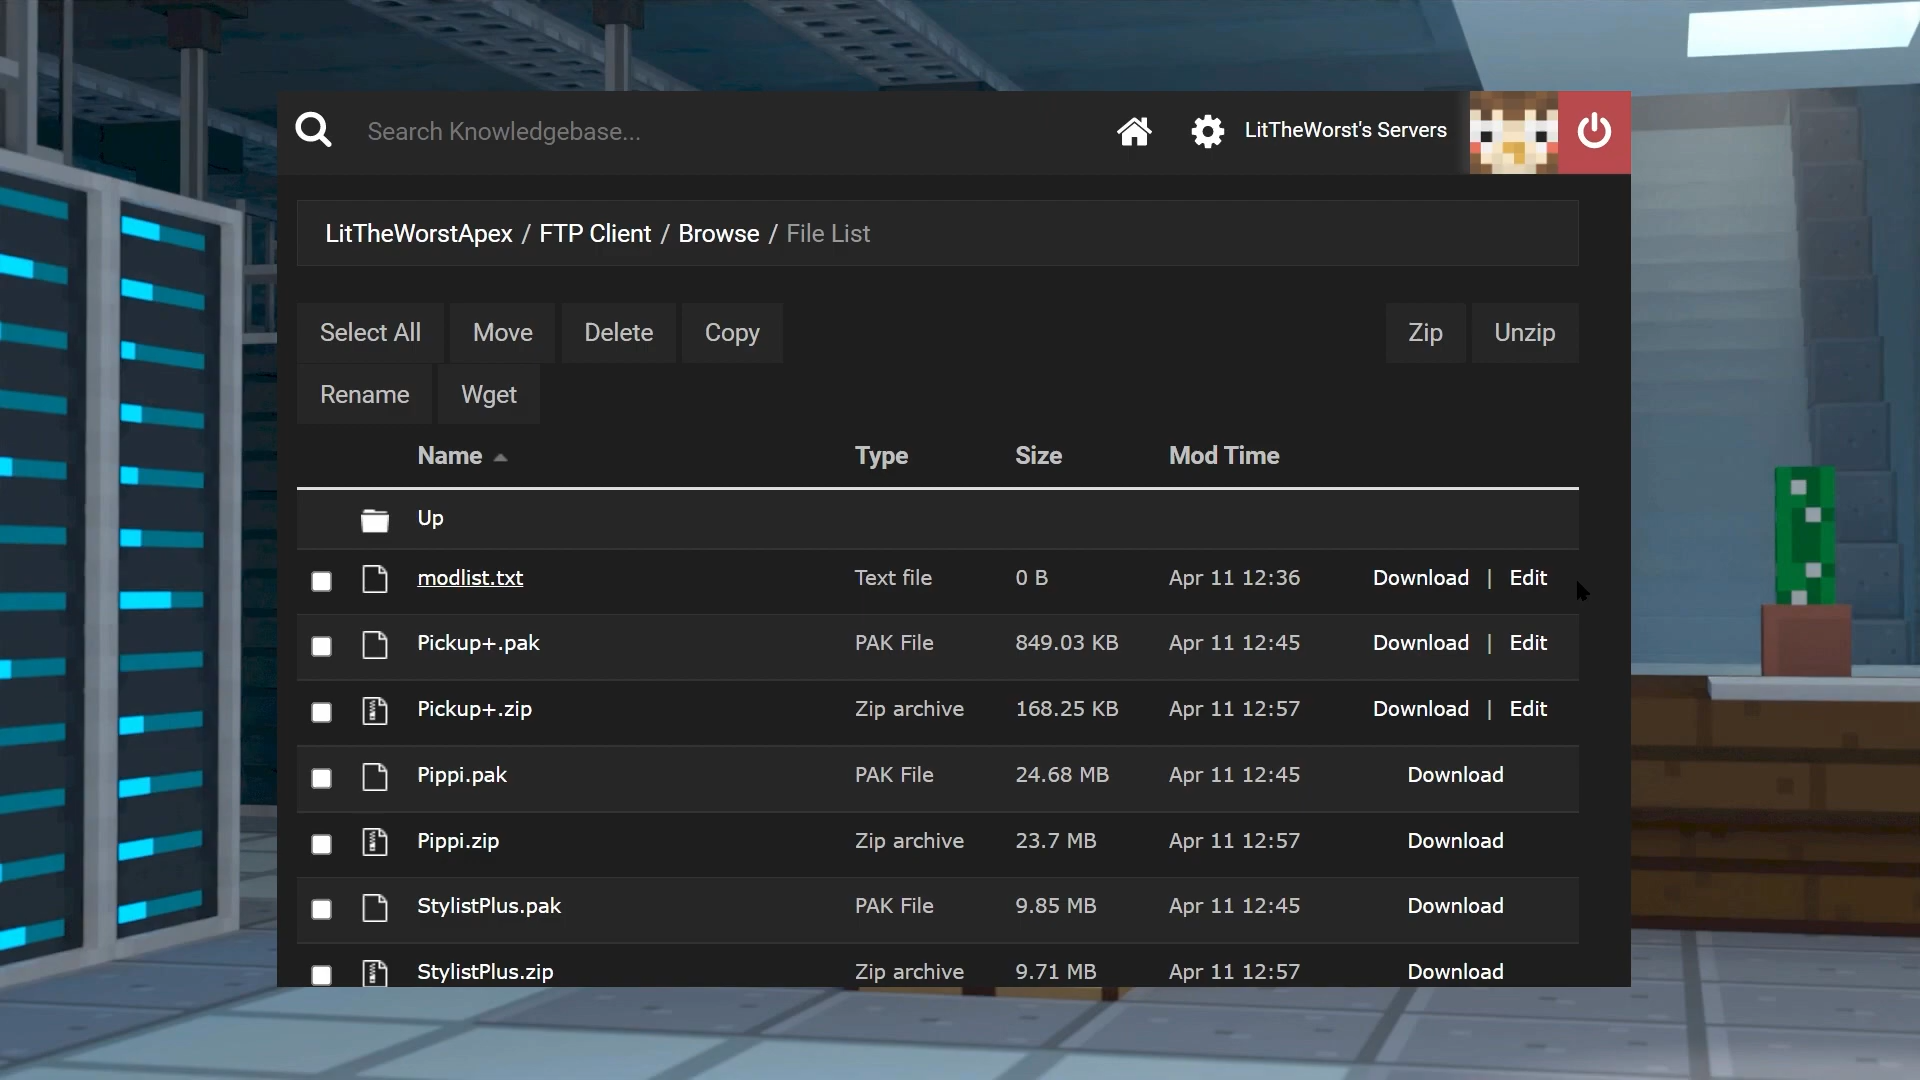 Search Knowledgebase...
LitTheWorst's Servers
LitTheWorstApex / FTP Client / Browse / File List
Select All Move Delete Copy Zip Unzip
Rename Wget
Name Type Size Mod Time
Up
modlist.txt Text file 0 B Apr 11 12:36 Download | Edit
Pickup+.pak PAK File 849.03 KB Apr 11 12:45 Download | Edit
Pickup+.zip Zip archive 168.25 KB Apr 11 12:57 Download | Edit
Pippi.pak PAK File 24.68 MB Apr 11 12:45 Download
Pippi.zip Zip archive 23.7 MB Apr 11 12:57 Download
StylistPlus.pak PAK File 9.85 MB Apr 11 12:45 Download
StylistPlus.zip Zip archive 9.71 MB Apr 11 12:57 Download